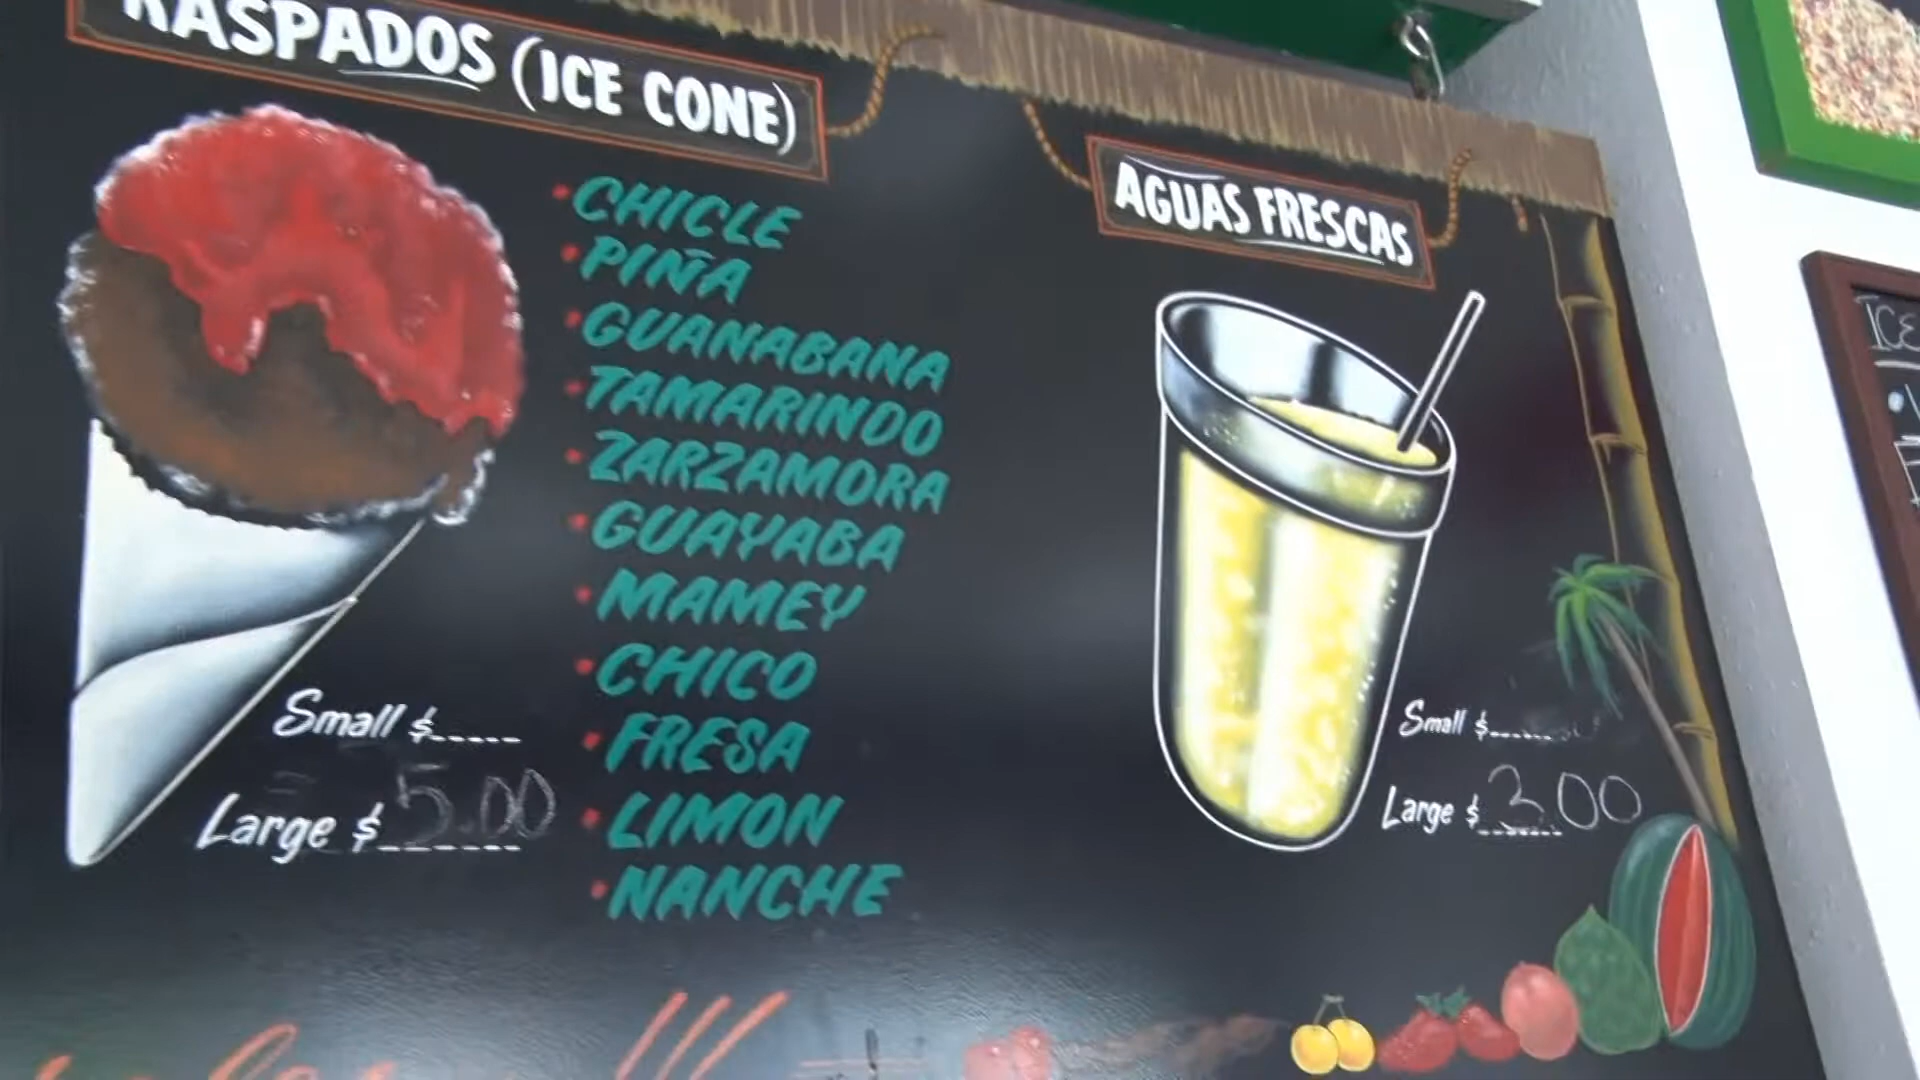 RASPADOS (ICE CONE)
• CHICLE
• PIÑA
• GUANABANA
• TAMARINDO
• ZARZAMORA
• GUAYABA
• MAMEY
• CHICO
• FRESA
• LIMON
• NANCHE
Small $
Large $ 5.00
AGUAS FRESCAS
Small $
Large $ 3.00
ICE